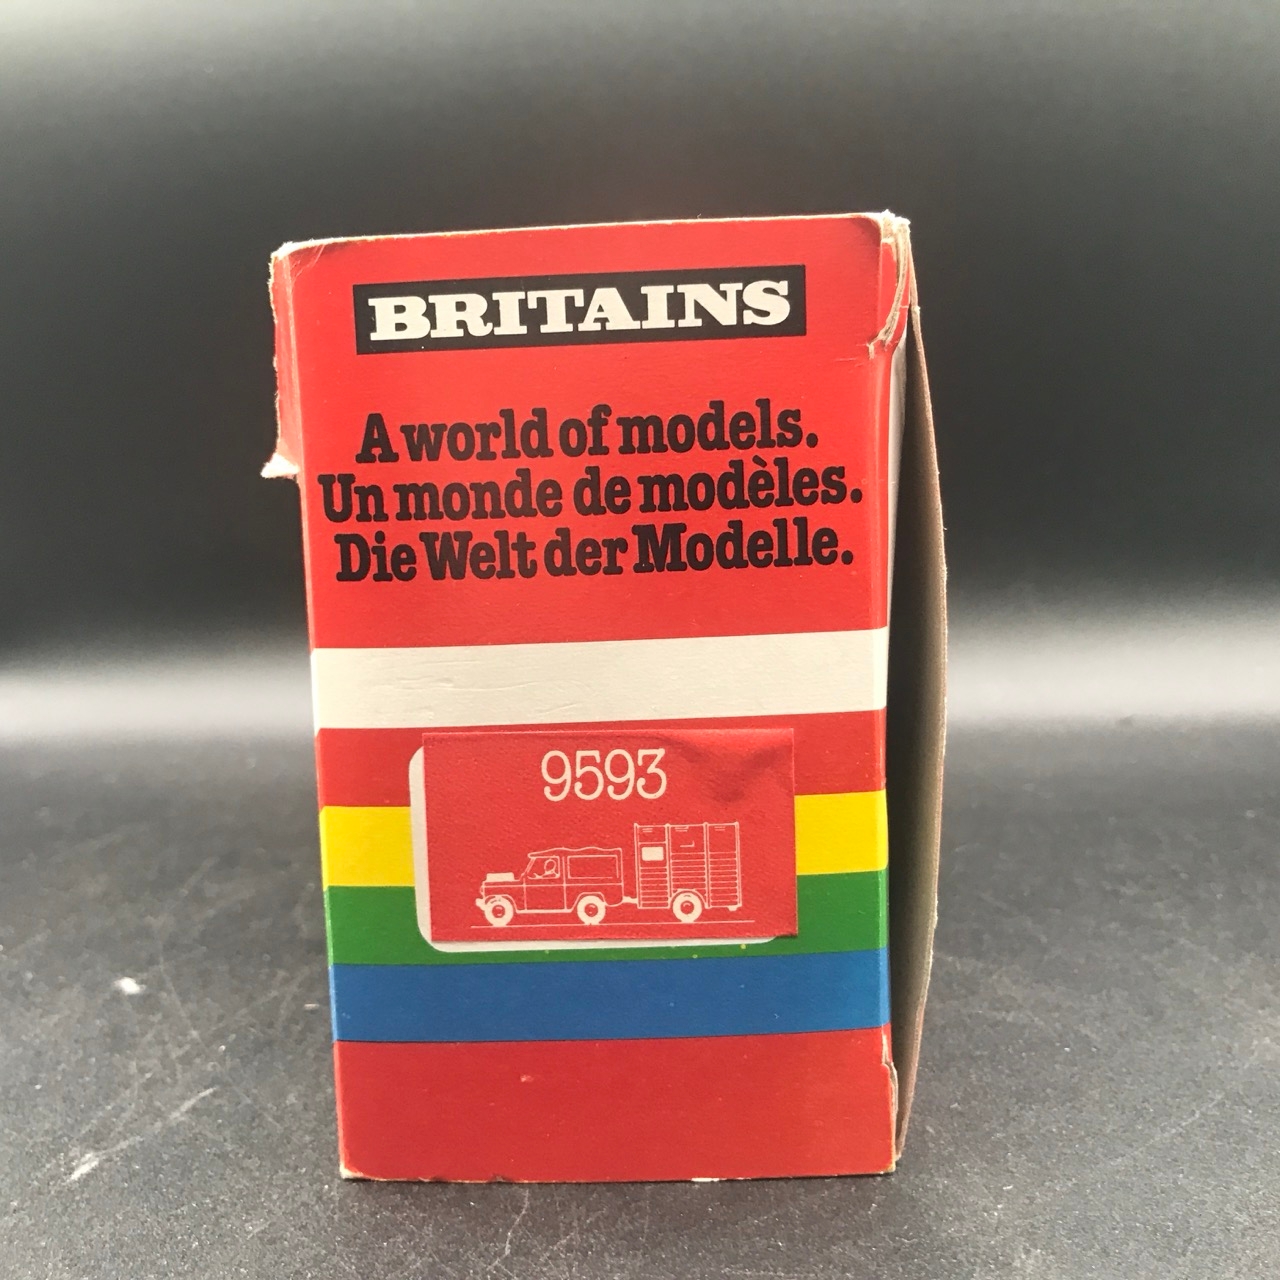 BRITAINS
A world of models.
Un monde de modèles.
Die Welt der Modelle.
9593